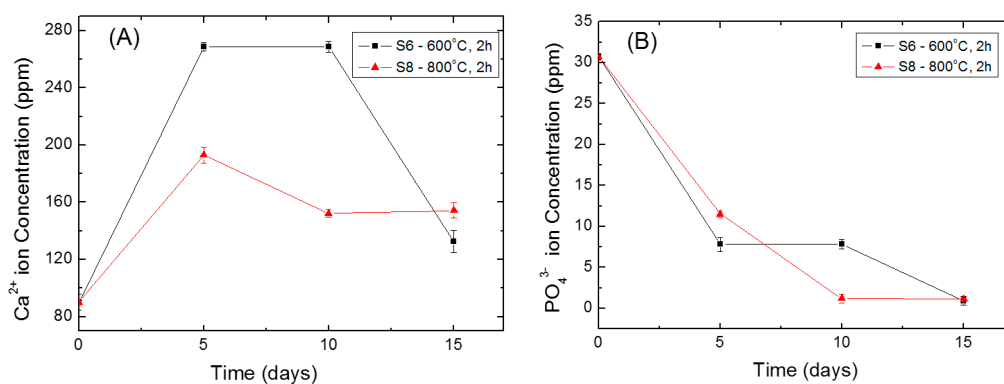 (A)
S6 - 600°C, 2h
S8 - 800°C, 2h
Ca²⁺ ion Concentration (ppm)
280
240
200
160
120
80
0
5
10
15
Time (days)
(B)
S6 - 600°C, 2h
S8 - 800°C, 2h
PO₄³⁻ ion Concentration (ppm)
35
30
25
20
15
10
5
0
0
5
10
15
Time (days)